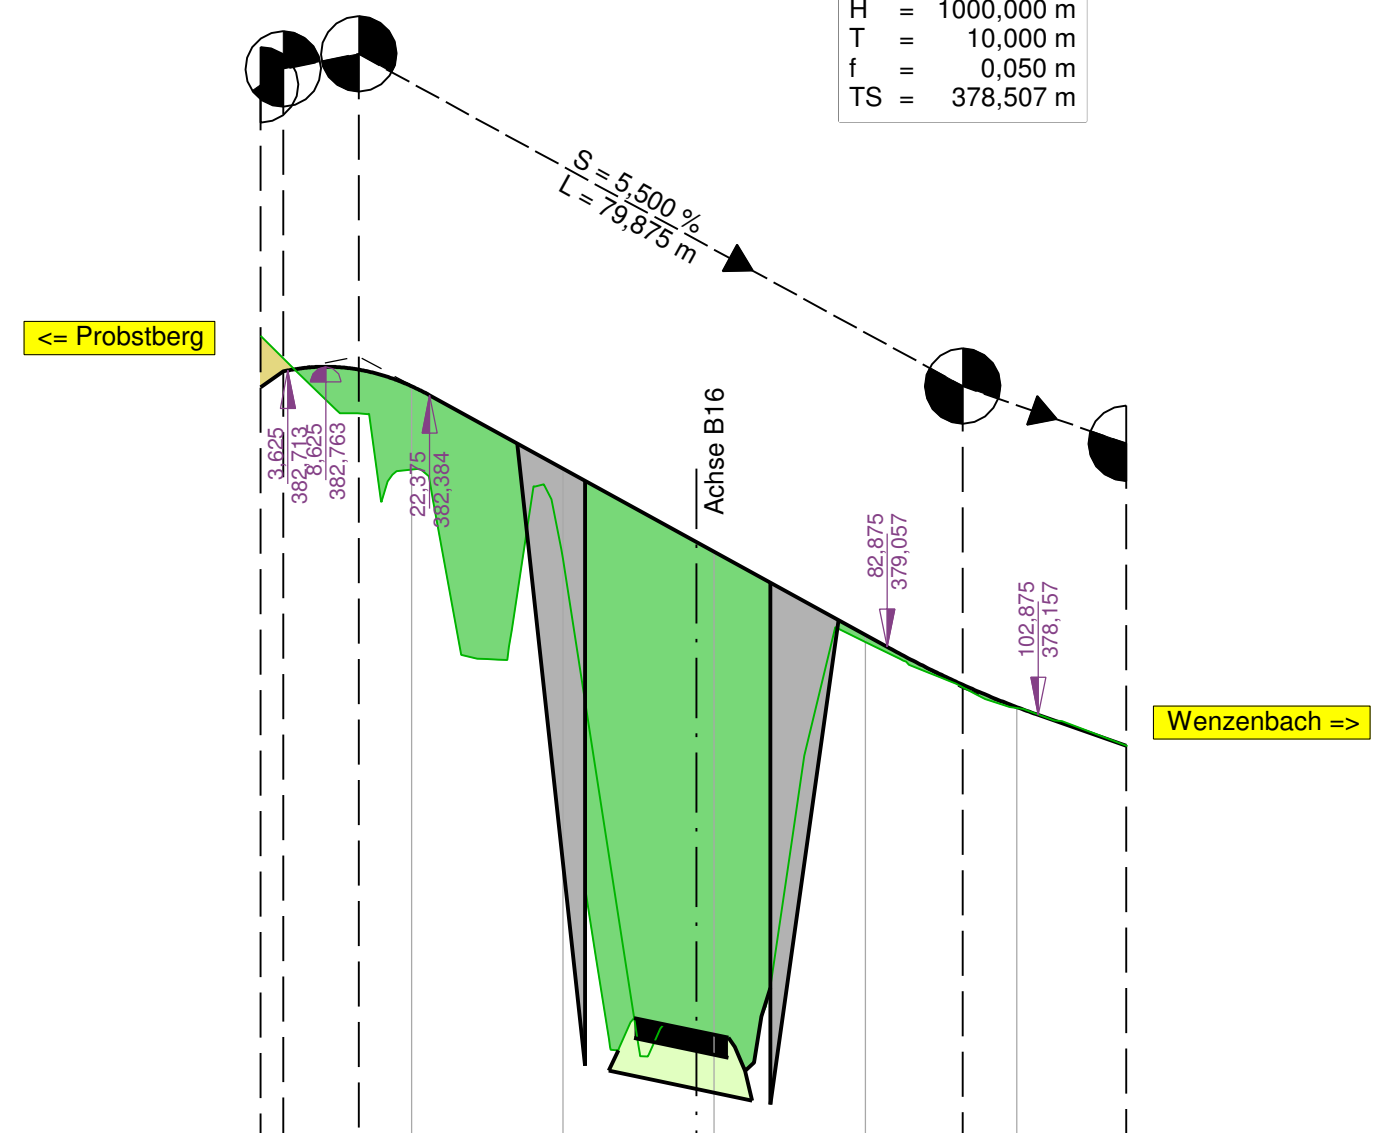 H = 1000,000 m
T = 10,000 m
f = 0,050 m
TS = 378,507 m
S = 5,500 %
L = 79,875 m
<= Probstberg
Achse B16
3,625
382,713
8,625
382,763
22,375
382,384
82,875
379,057
102,875
378,157
Wenzenbach =>